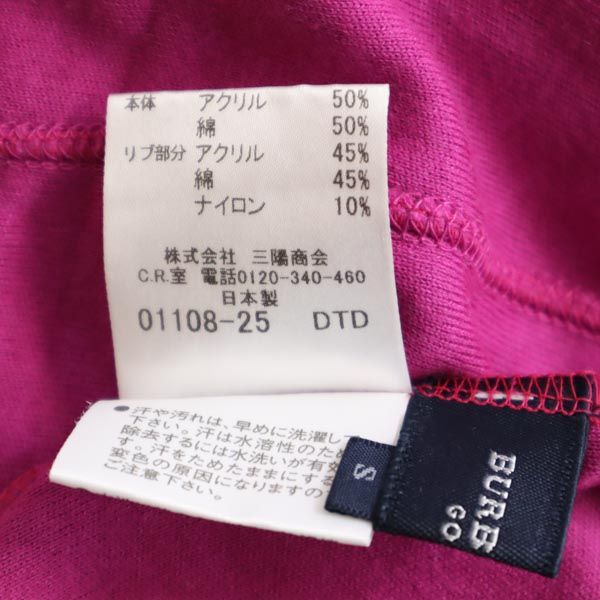 本体 アクリル 50%
綿 50%
リブ部分 アクリル 45%
綿 45%
ナイロン 10%
株式会社 三陽商会
C.R.室 電話0120-340-460
日本製
01108-25 DTD
●汗や汚れは、早めに洗濯して
下さい。汗は水溶性のため
除去するには水洗いが有効
す。汗をためたままにする
変色の原因になりますの
ご注意下さい。
S
BURB
GO